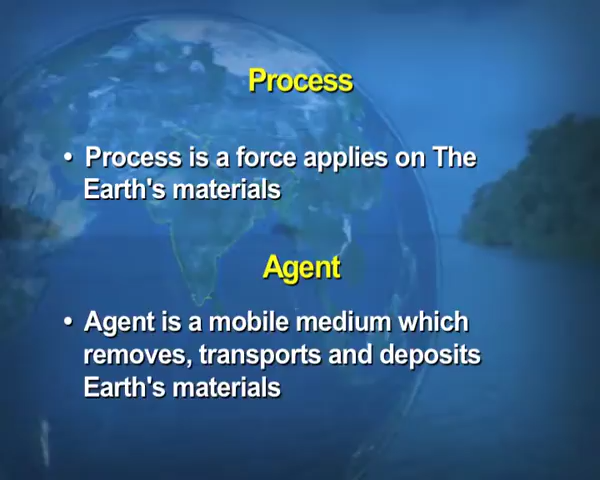 Process
• Process is a force applies on The
Earth's materials
Agent
• Agent is a mobile medium which
removes, transports and deposits
Earth's materials